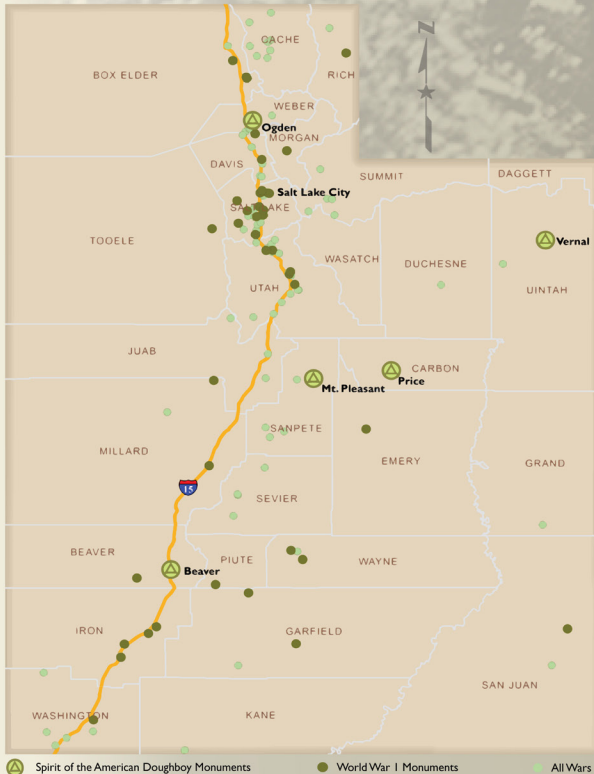 N
CACHE
BOX ELDER
RICH
WEBER
Ogden
MORGAN
DAVIS
SUMMIT
DAGGETT
Salt Lake City
SALT LAKE
TOOELE
Vernal
WASATCH
DUCHESNE
UTAH
UINTAH
JUAB
CARBON
Price
Mt. Pleasant
SANPETE
MILLARD
EMERY
GRAND
15
SEVIER
BEAVER
PIUTE
WAYNE
Beaver
IRON
GARFIELD
SAN JUAN
WASHINGTON
KANE
Spirit of the American Doughboy Monuments World War 1 Monuments All Wars